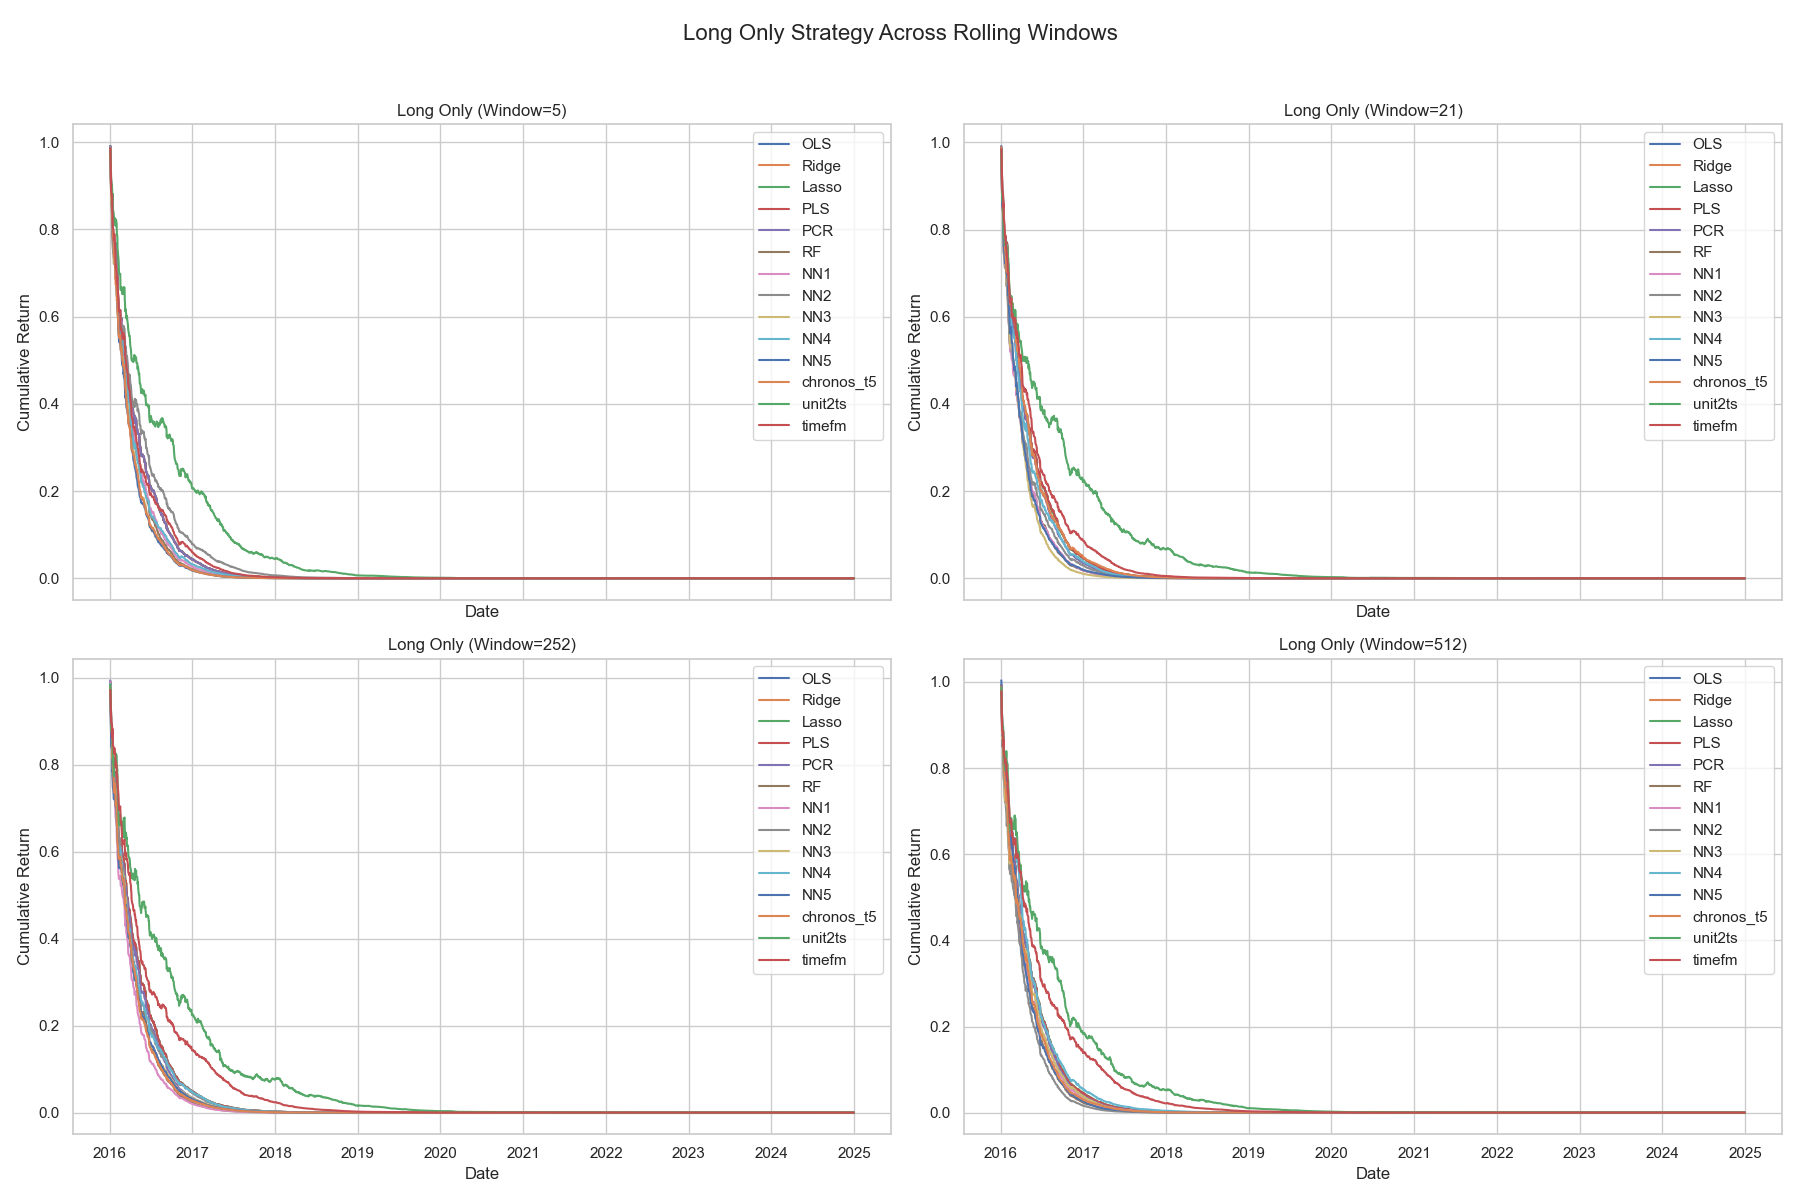 Long Only Strategy Across Rolling Windows
Long Only (Window=5)
Cumulative Return
1.0
0.8
0.6
0.4
0.2
0.0
OLS
Ridge
Lasso
PLS
PCR
RF
NN1
NN2
NN3
NN4
NN5
chronos_t5
unit2ts
timefm
Date
Long Only (Window=21)
Cumulative Return
1.0
0.8
0.6
0.4
0.2
0.0
OLS
Ridge
Lasso
PLS
PCR
RF
NN1
NN2
NN3
NN4
NN5
chronos_t5
unit2ts
timefm
Date
Long Only (Window=252)
Cumulative Return
1.0
0.8
0.6
0.4
0.2
0.0
OLS
Ridge
Lasso
PLS
PCR
RF
NN1
NN2
NN3
NN4
NN5
chronos_t5
unit2ts
timefm
2016 2017 2018 2019 2020 2021 2022 2023 2024 2025
Date
Long Only (Window=512)
Cumulative Return
1.0
0.8
0.6
0.4
0.2
0.0
OLS
Ridge
Lasso
PLS
PCR
RF
NN1
NN2
NN3
NN4
NN5
chronos_t5
unit2ts
timefm
2016 2017 2018 2019 2020 2021 2022 2023 2024 2025
Date